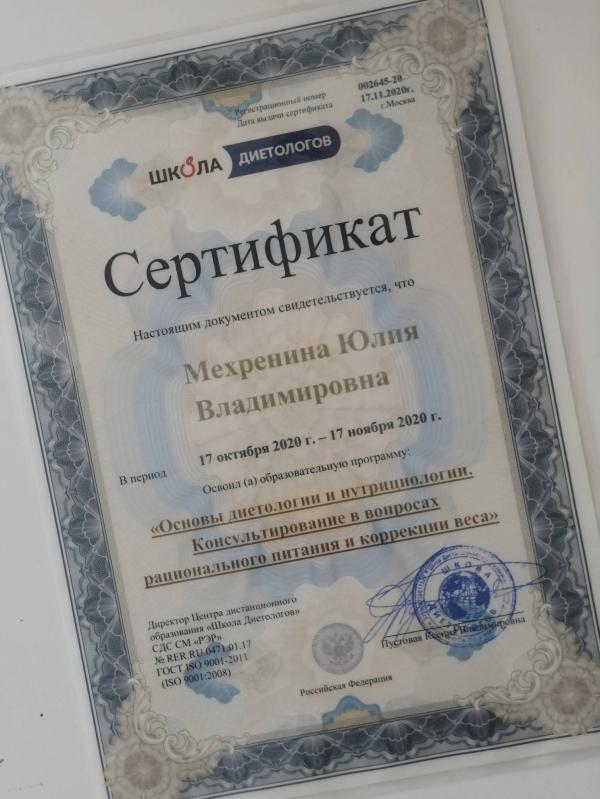 Регистрационный номер 002645-20
Дата выдачи сертификата 17.11.2020г.
г.Москва
ШКОЛА ДИЕТОЛОГОВ
Сертификат
Настоящим документом свидетельствуется, что
Мехренина Юлия
Владимировна
В период 17 октября 2020 г. – 17 ноября 2020 г.
Освоил (а) образовательную программу:
«Основы диетологии и нутрициологии.
Консультирование в вопросах
рационального питания и коррекции веса»
Директор Центра дистанционного
образования «Школа Диетологов»
СДС СМ «РЭР»
№ RER.RU.0471.01.17
ГОСТ ISO 9001-2011
(ISO 9001:2008)
ШКОЛА
Пустовая Ксения Владимировна
Российская Федерация